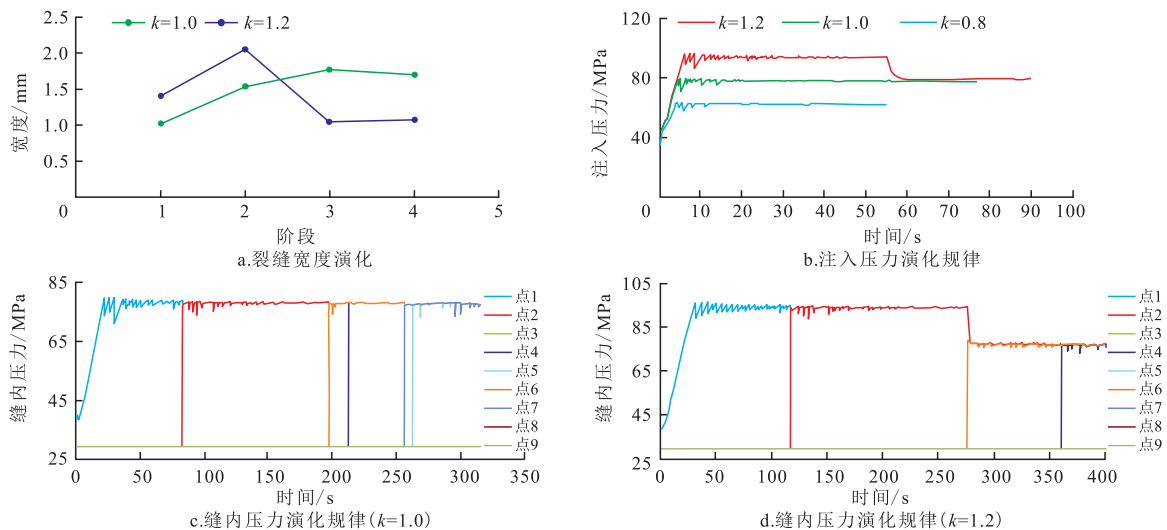 2.5
2.0
1.5
1.0
0.5
0
1
2
3
4
5
宽度/mm
阶段
k=1.0
k=1.2
a.裂缝宽度演化
120
80
40
0
10
20
30
40
50
60
70
80
90
100
注入压力/MPa
时间/s
k=1.2
k=1.0
k=0.8
b.注入压力演化规律
85
65
45
25
0
50
100
150
200
250
300
350
缝内压力/MPa
时间/s
点1
点2
点3
点4
点5
点6
点7
点8
点9
c.缝内压力演化规律(k=1.0)
105
85
65
45
25
0
50
100
150
200
250
300
350
400
缝内压力/MPa
时间/s
点1
点2
点3
点4
点5
点6
点7
点8
点9
d.缝内压力演化规律(k=1.2)